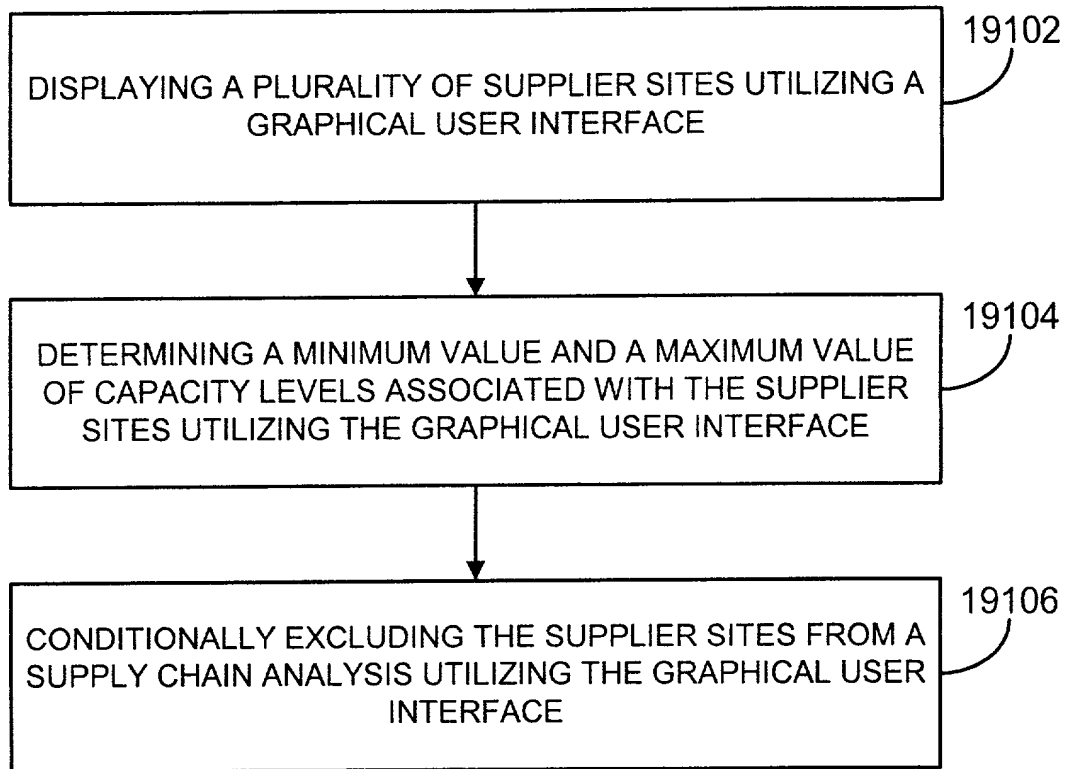 19102
DISPLAYING A PLURALITY OF SUPPLIER SITES UTILIZING A
GRAPHICAL USER INTERFACE
19104
DETERMINING A MINIMUM VALUE AND A MAXIMUM VALUE
OF CAPACITY LEVELS ASSOCIATED WITH THE SUPPLIER
SITES UTILIZING THE GRAPHICAL USER INTERFACE
19106
CONDITIONALLY EXCLUDING THE SUPPLIER SITES FROM A
SUPPLY CHAIN ANALYSIS UTILIZING THE GRAPHICAL USER
INTERFACE